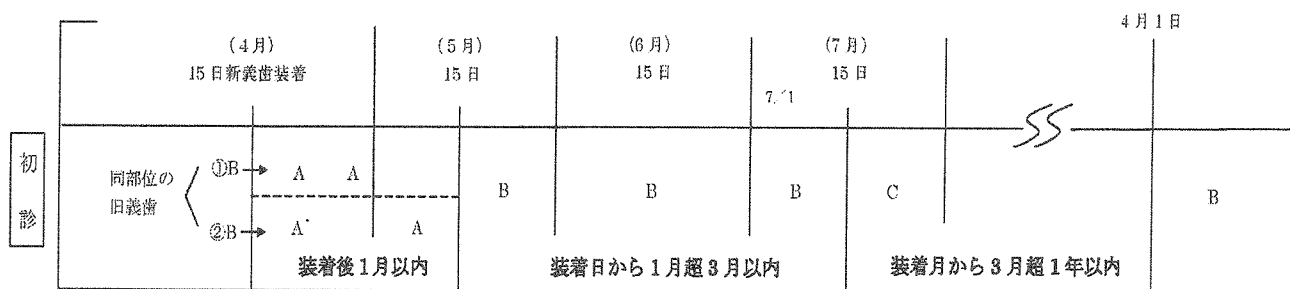 4月1日
(4月)
15日新義歯装着
(5月)
15日
(6月)
15日
(7月)
15日
7/1
初診
同部位の
旧義歯
①B
A A
②B
A A
B
B
B
C
B
装着後1月以内
装着日から1月超3月以内
装着月から3月超1年以内